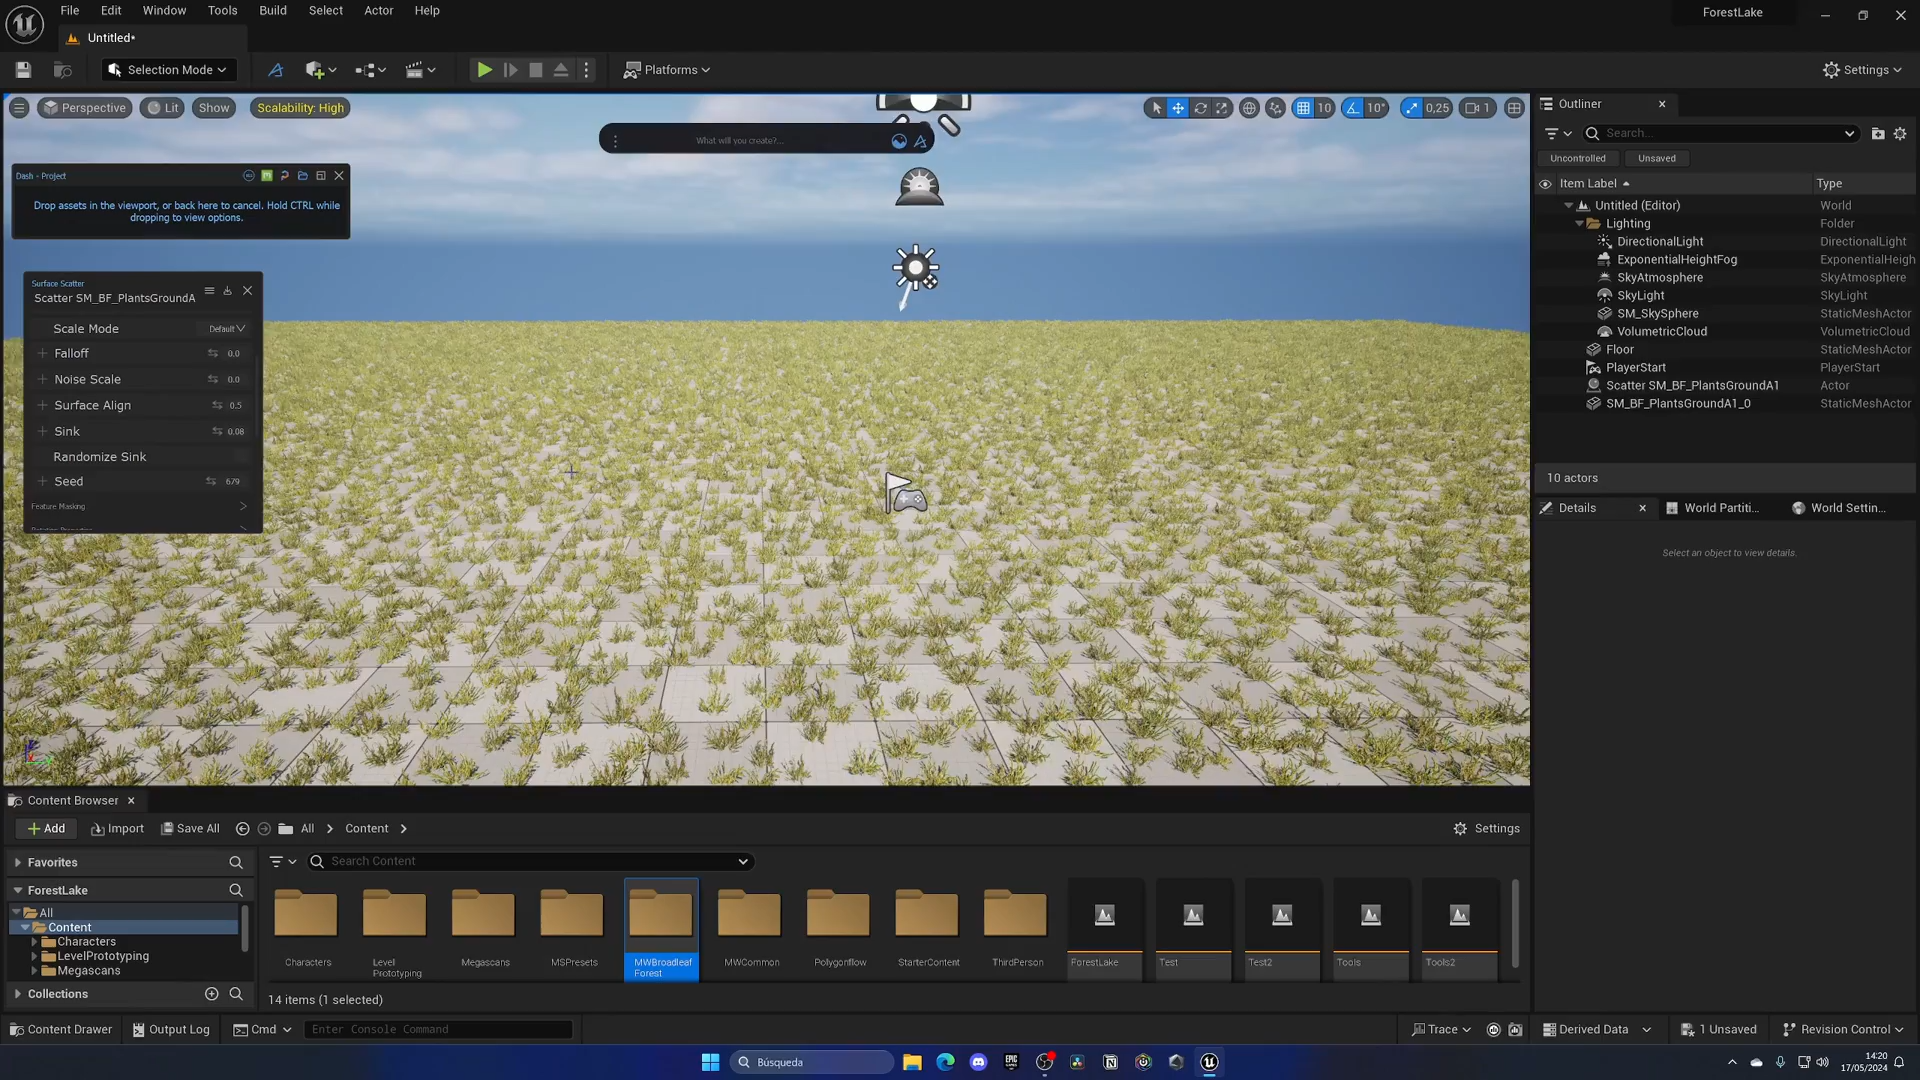 File Edit Window Tools Build Select Actor Help
ForestLake
Untitled*
Selection Mode
Platforms
Settings
Perspective Lit Show Scalability: High
10 10° 0,25 1
What will you create?...
Dash - Project
Drop assets in the viewport, or back here to cancel. Hold CTRL while
dropping to view options.
Surface Scatter
Scatter SM_BF_PlantsGroundA
Scale Mode Default
Falloff 0.0
Noise Scale 0.0
Surface Align 0.5
Sink 0.08
Randomize Sink
Seed 679
Feature Masking
Outliner
Search...
Uncontrolled Unsaved
Item Label Type
Untitled (Editor) World
Lighting Folder
DirectionalLight DirectionalLight
ExponentialHeightFog ExponentialHeigh
SkyAtmosphere SkyAtmosphere
SkyLight SkyLight
SM_SkySphere StaticMeshActor
VolumetricCloud VolumetricCloud
Floor StaticMeshActor
PlayerStart PlayerStart
Scatter SM_BF_PlantsGroundA1 Actor
SM_BF_PlantsGroundA1_0 StaticMeshActor
10 actors
Details World Partiti... World Settin...
Select an object to view details.
Content Browser
Add Import Save All All Content Settings
Favorites
Search Content
ForestLake
All
Content
Characters
LevelPrototyping
Megascans
Collections
Characters
Level
Prototyping
Megascans
MSPresets
MWBroadleaf
Forest
MWCommon
Polygonflow
StarterContent
ThirdPerson
ForestLake
Test
Test2
Tools
Tools2
14 items (1 selected)
Content Drawer Output Log Cmd Enter Console Command
Trace Derived Data 1 Unsaved Revision Control
Búsqueda
14:20
17/05/2024